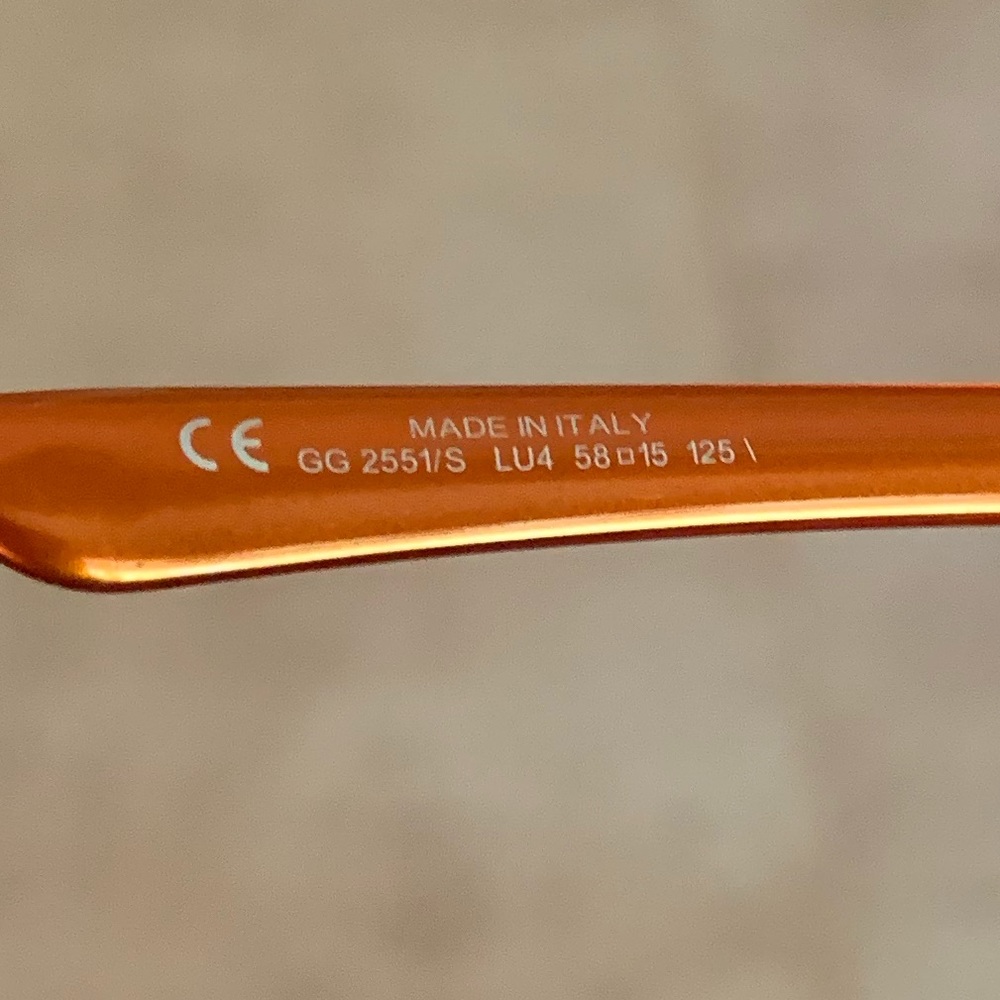 CE
MADE IN ITALY
GG 2551/S LU4 58□15 125 \